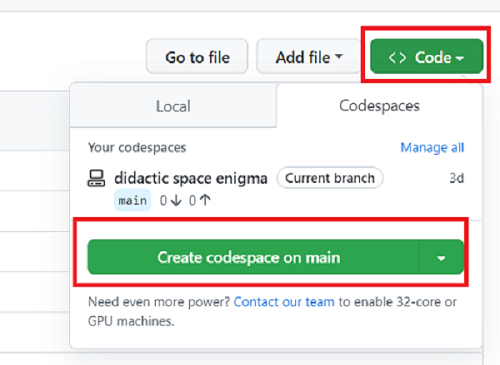 Go to file Add file <> Code
Local Codespaces
Your codespaces Manage all
didactic space enigma Current branch 3d
main 0↓ 0↑
Create codespace on main
Need even more power? Contact our team to enable 32-core or
GPU machines.